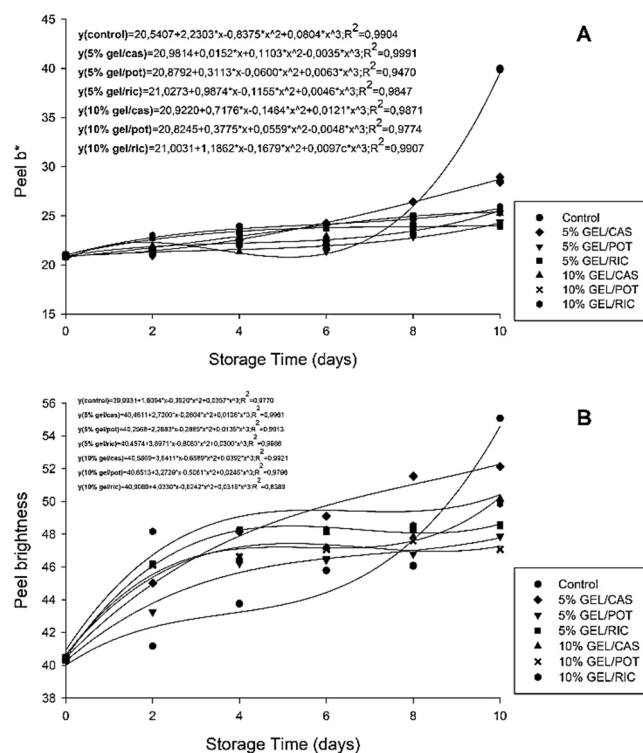 A
y(control)=20,5407+2,2303*x-0,8375*x^2+0,0804*x^3;R2=0,9904
y(5% gel/cas)=20,9814+0,0152*x+0,1103*x^2-0,0035*x^3;R2=0,9991
y(5% gel/pot)=20,8792+0,3113*x-0,0600*x^2+0,0063*x^3;R2=0,9470
y(5% gel/ric)=21,0273+0,9874*x-0,1155*x^2+0,0046*x^3;R2=0,9847
y(10% gel/cas)=20,9220+0,7176*x-0,1464*x^2+0,0121*x^3;R2=0,9871
y(10% gel/pot)=20,8245+0,3775*x+0,0559*x^2-0,0048*x^3;R2=0,9774
y(10% gel/ric)=21,0031+1,1862*x-0,1679*x^2+0,0097c*x^3;R2=0,9907
40
35
30
25
20
15
Peel b*
0 2 4 6 8 10
Storage Time (days)
Control
5% GEL/CAS
5% GEL/POT
5% GEL/RIC
10% GEL/CAS
10% GEL/POT
10% GEL/RIC
B
56
54
52
50
48
46
44
42
40
38
Peel brightness
0 2 4 6 8 10
Storage Time (days)
Control
5% GEL/CAS
5% GEL/POT
5% GEL/RIC
10% GEL/CAS
10% GEL/POT
10% GEL/RIC